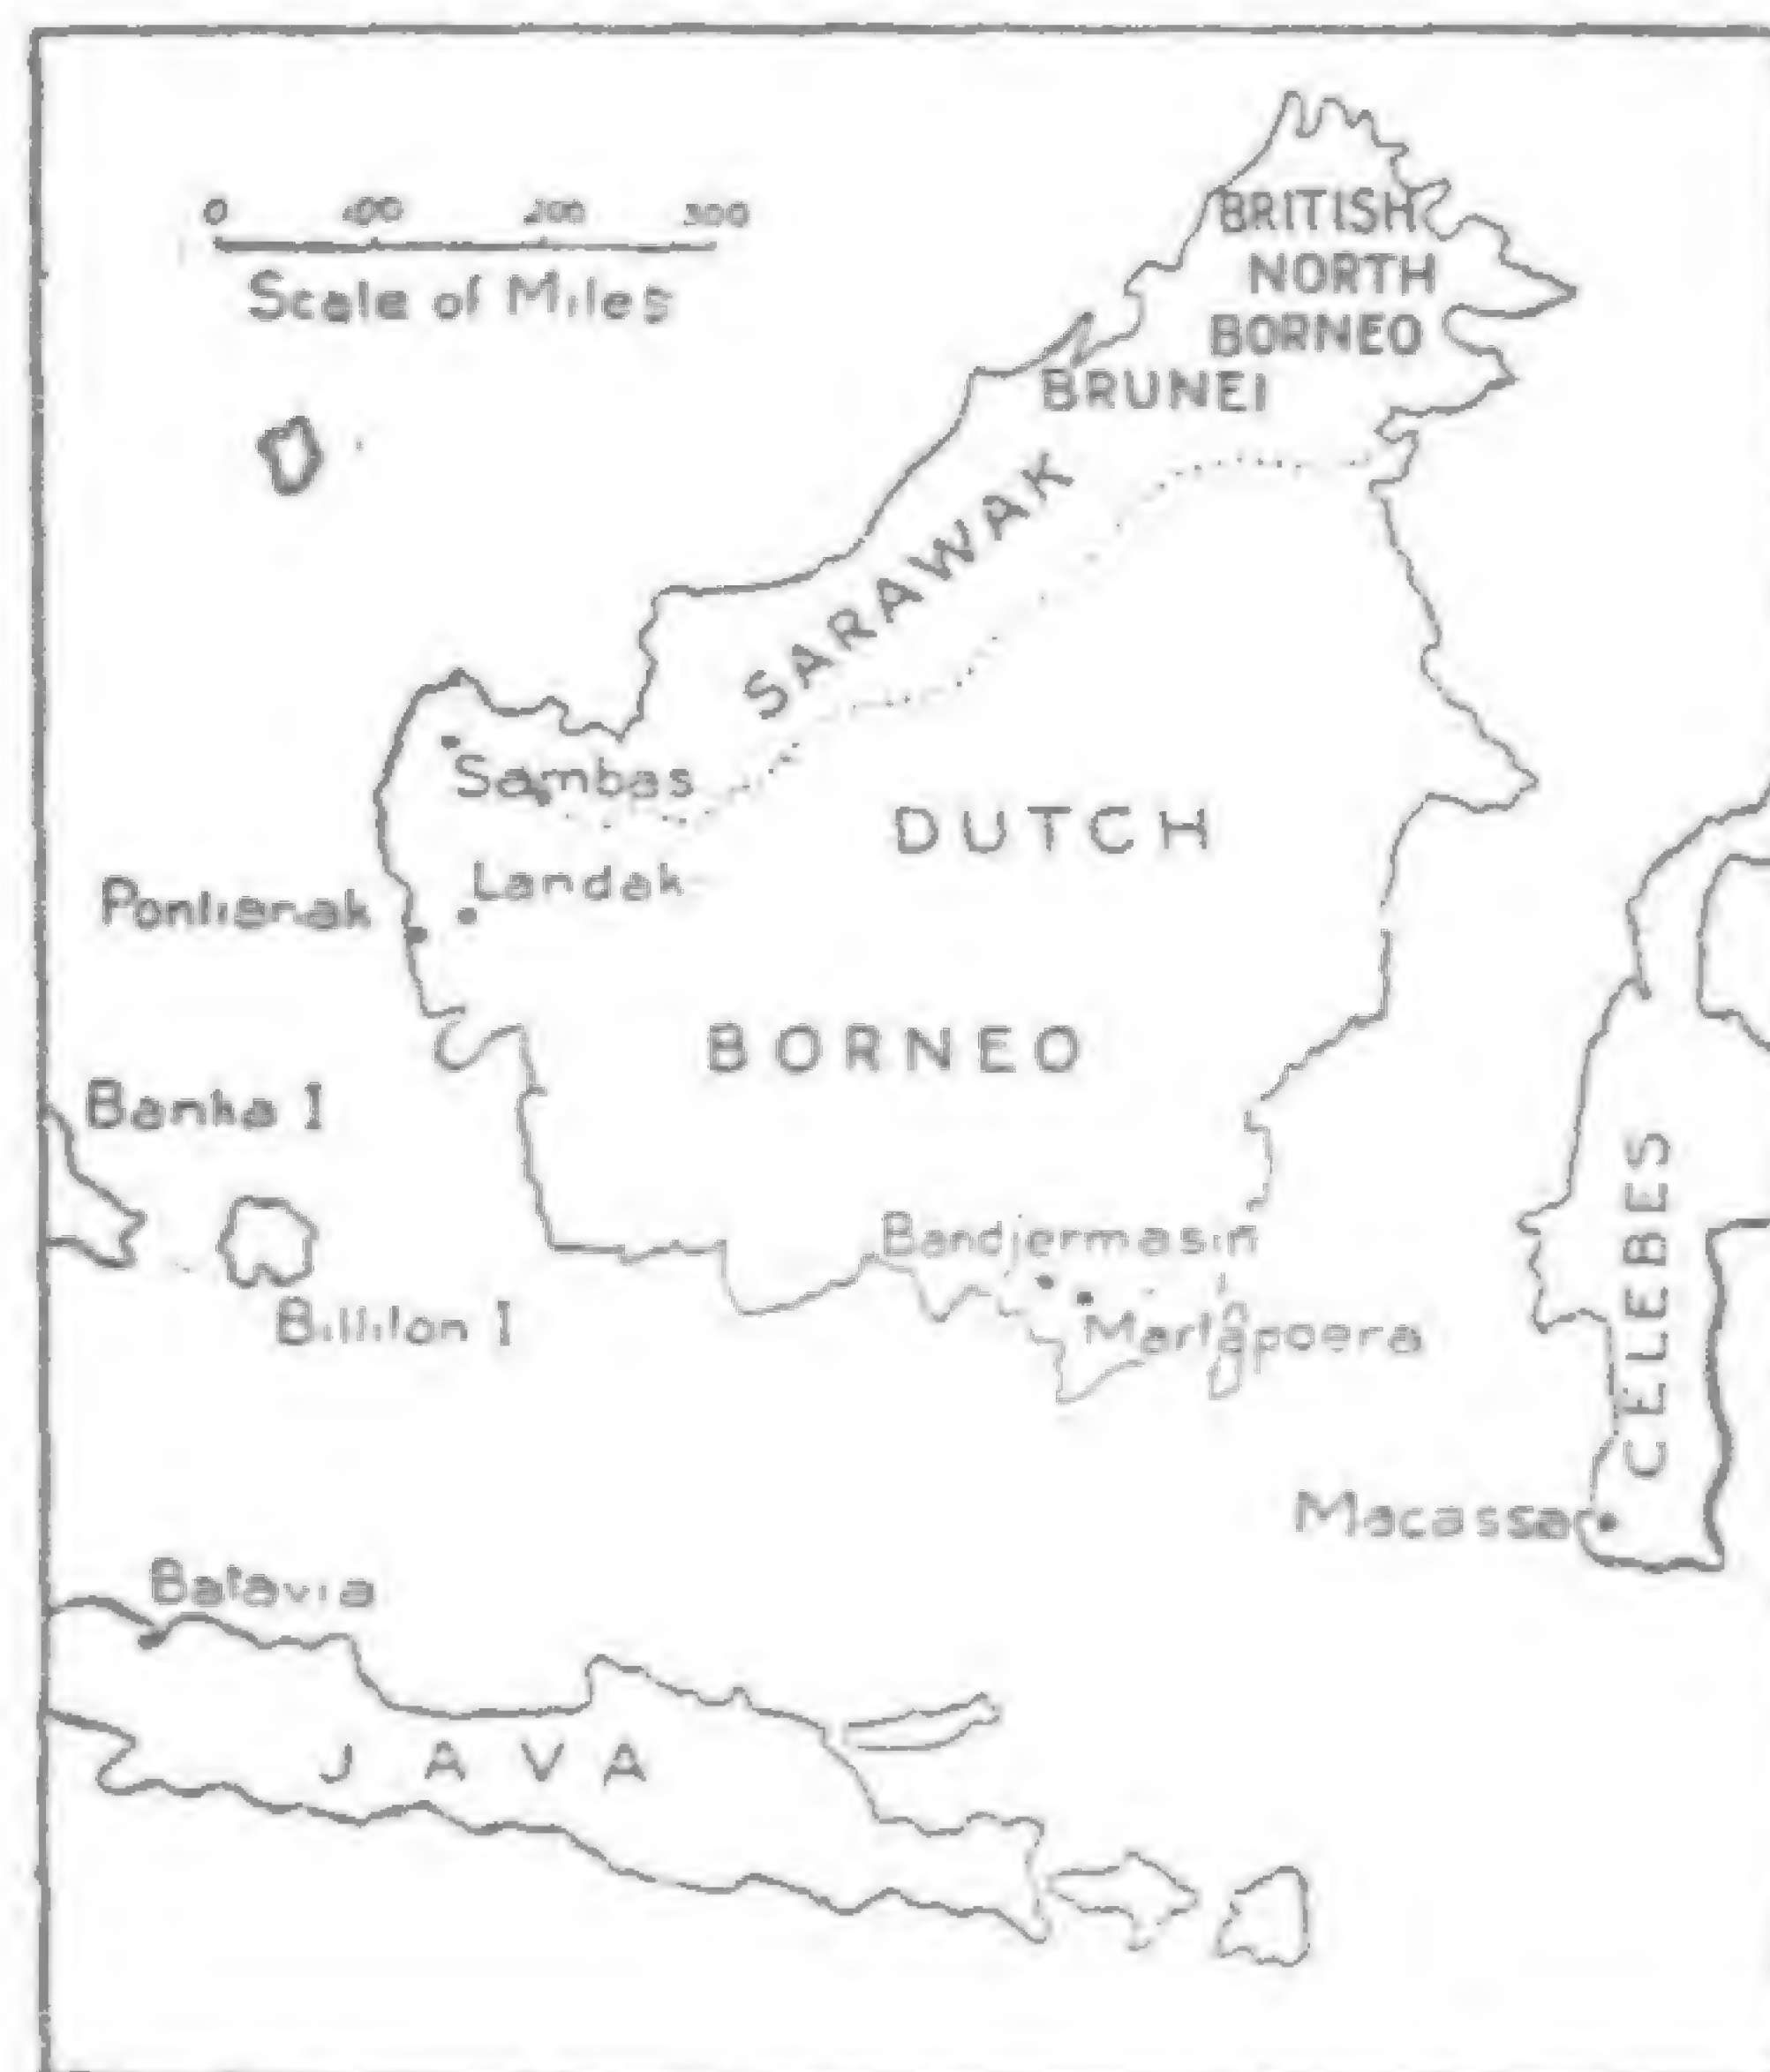 0 100 200 300
Scale of Miles
BRITISH
NORTH
BORNEO
BRUNEI
SARAWAK
Sambas
DUTCH
Landak
Pontianak
BORNEO
Banka I
Bandjermasin
Billiton I
Martapoera
CELEBES
Macassar
Batavia
JAVA